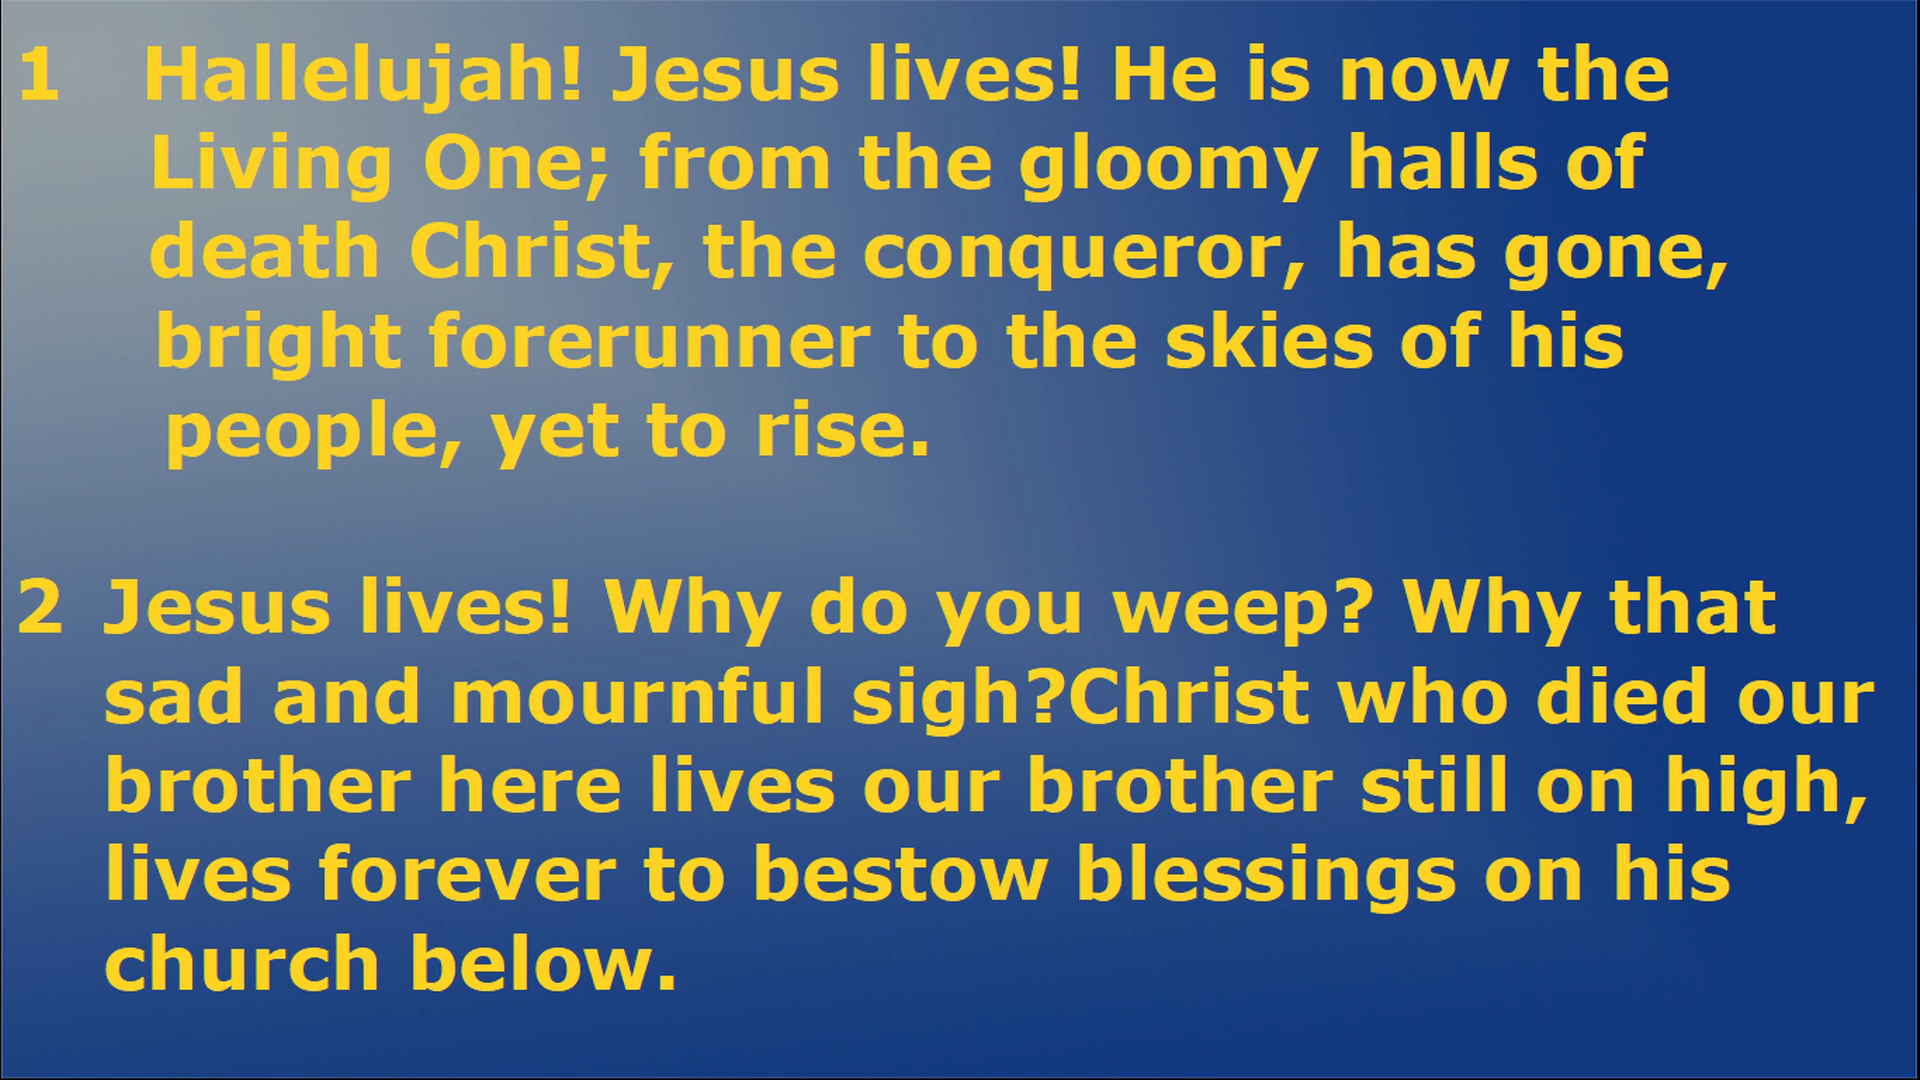 1 Hallelujah! Jesus lives! He is now the
Living One; from the gloomy halls of
death Christ, the conqueror, has gone,
bright forerunner to the skies of his
people, yet to rise.
2 Jesus lives! Why do you weep? Why that
sad and mournful sigh?Christ who died our
brother here lives our brother still on high,
lives forever to bestow blessings on his
church below.